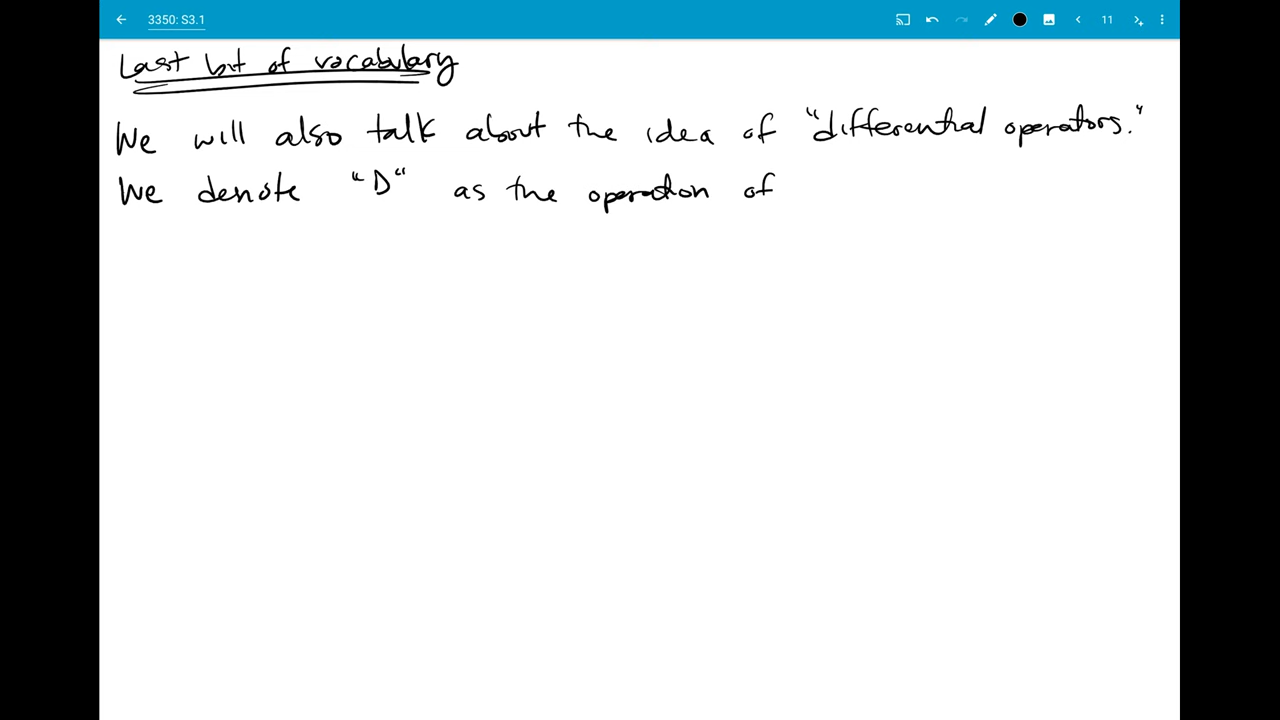 3350: S3.1
11
Last bit of vocabulary
We will also talk about the idea of "differential operators."
We denote "D" as the operation of